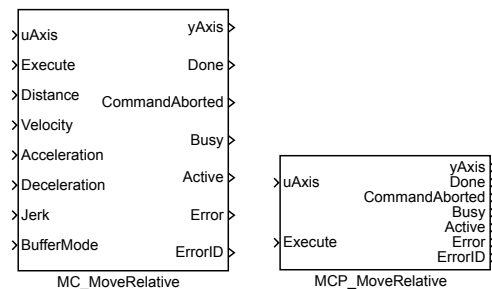 uAxis
Execute
Distance
Velocity
Acceleration
Deceleration
Jerk
BufferMode
yAxis
Done
CommandAborted
Busy
Active
Error
ErrorID
MC_MoveRelative
uAxis
Execute
yAxis
Done
CommandAborted
Busy
Active
Error
ErrorID
MCP_MoveRelative